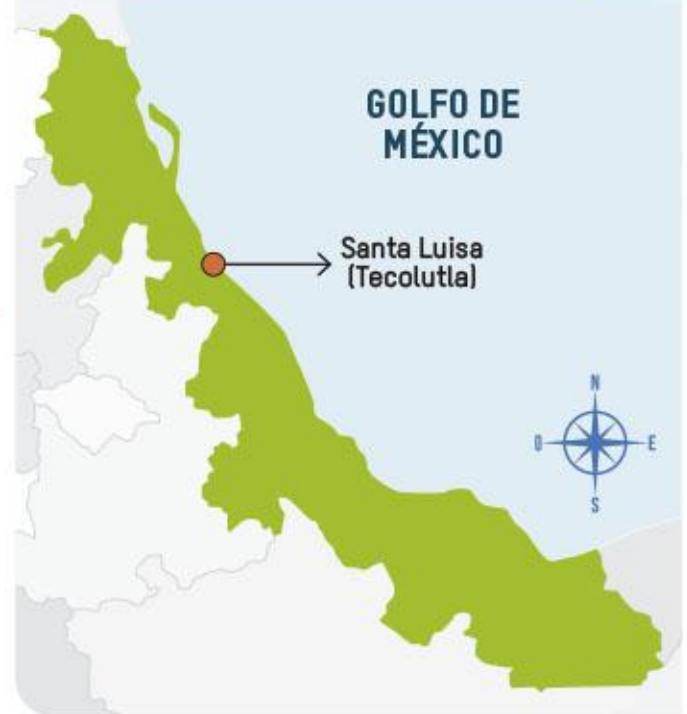 GOLFO DE
MÉXICO
Santa Luisa
(Tecolutla)
N
O E
S